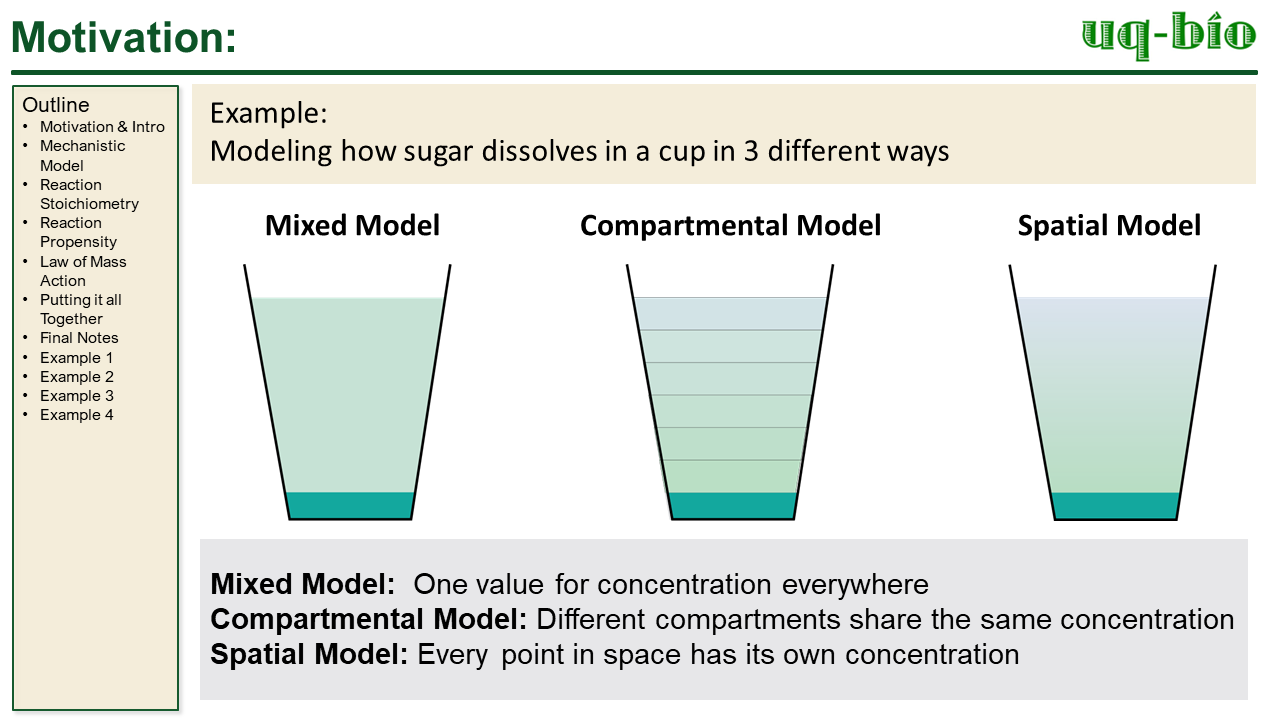 Motivation:
uq-bio
Outline
• Motivation & Intro
• Mechanistic
Model
• Reaction
Stoichiometry
• Reaction
Propensity
• Law of Mass
Action
• Putting it all
Together
• Final Notes
• Example 1
• Example 2
• Example 3
• Example 4
Example:
Modeling how sugar dissolves in a cup in 3 different ways
Mixed Model
Compartmental Model
Spatial Model
Mixed Model: One value for concentration everywhere
Compartmental Model: Different compartments share the same concentration
Spatial Model: Every point in space has its own concentration